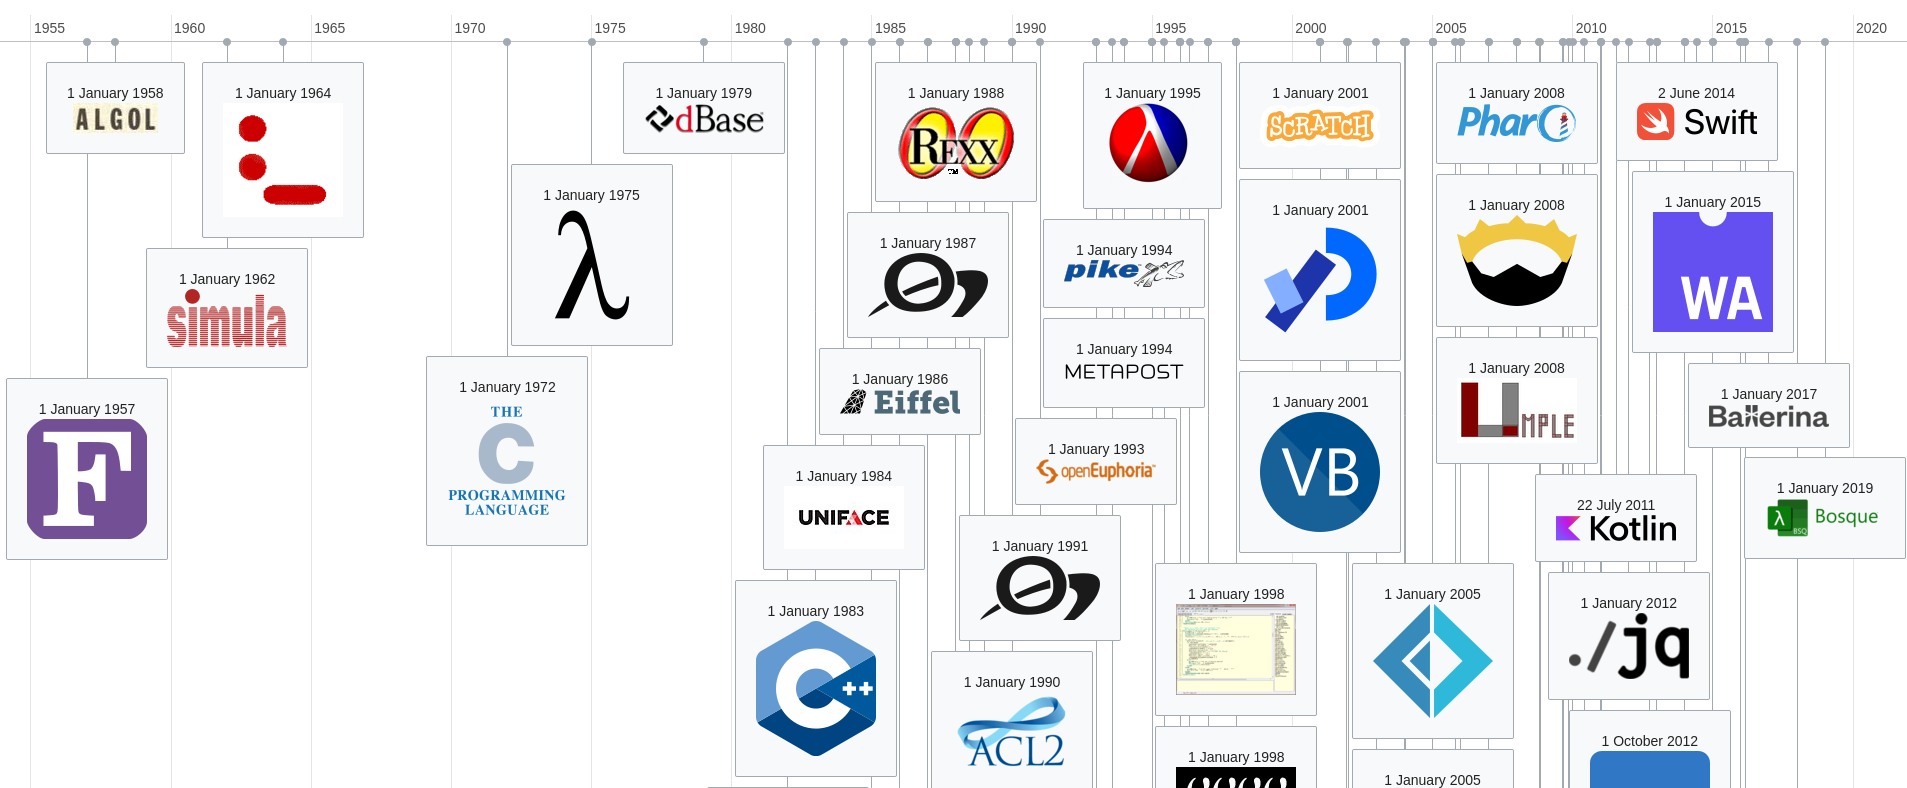 1955 1960 1965 1970 1975 1980 1985 1990 1995 2000 2005 2010 2015 2020
1 January 1958
ALGOL
1 January 1964
1 January 1979
dBase
1 January 1988
REXX
TM
1 January 1995
1 January 2001
SCRATCH
1 January 2008
Pharo
2 June 2014
Swift
1 January 1975
λ
1 January 1962
simula
1 January 1987
1 January 1994
pike
1 January 2001
1 January 2008
1 January 2015
WA
1 January 1994
METAPOST
1 January 1986
Eiffel
1 January 1957
F
1 January 1972
THE
C
PROGRAMMING
LANGUAGE
1 January 2001
VB
1 January 2008
UMPLE
1 January 2017
Ballerina
1 January 1993
openEuphoria
1 January 1984
UNIFACE
22 July 2011
Kotlin
1 January 2019
λ BSQ Bosque
1 January 1991
1 January 1983
C++
1 January 1998
1 January 2005
1 January 2012
./jq
1 January 1990
ACL2
1 January 1998
1 January 2005
1 October 2012